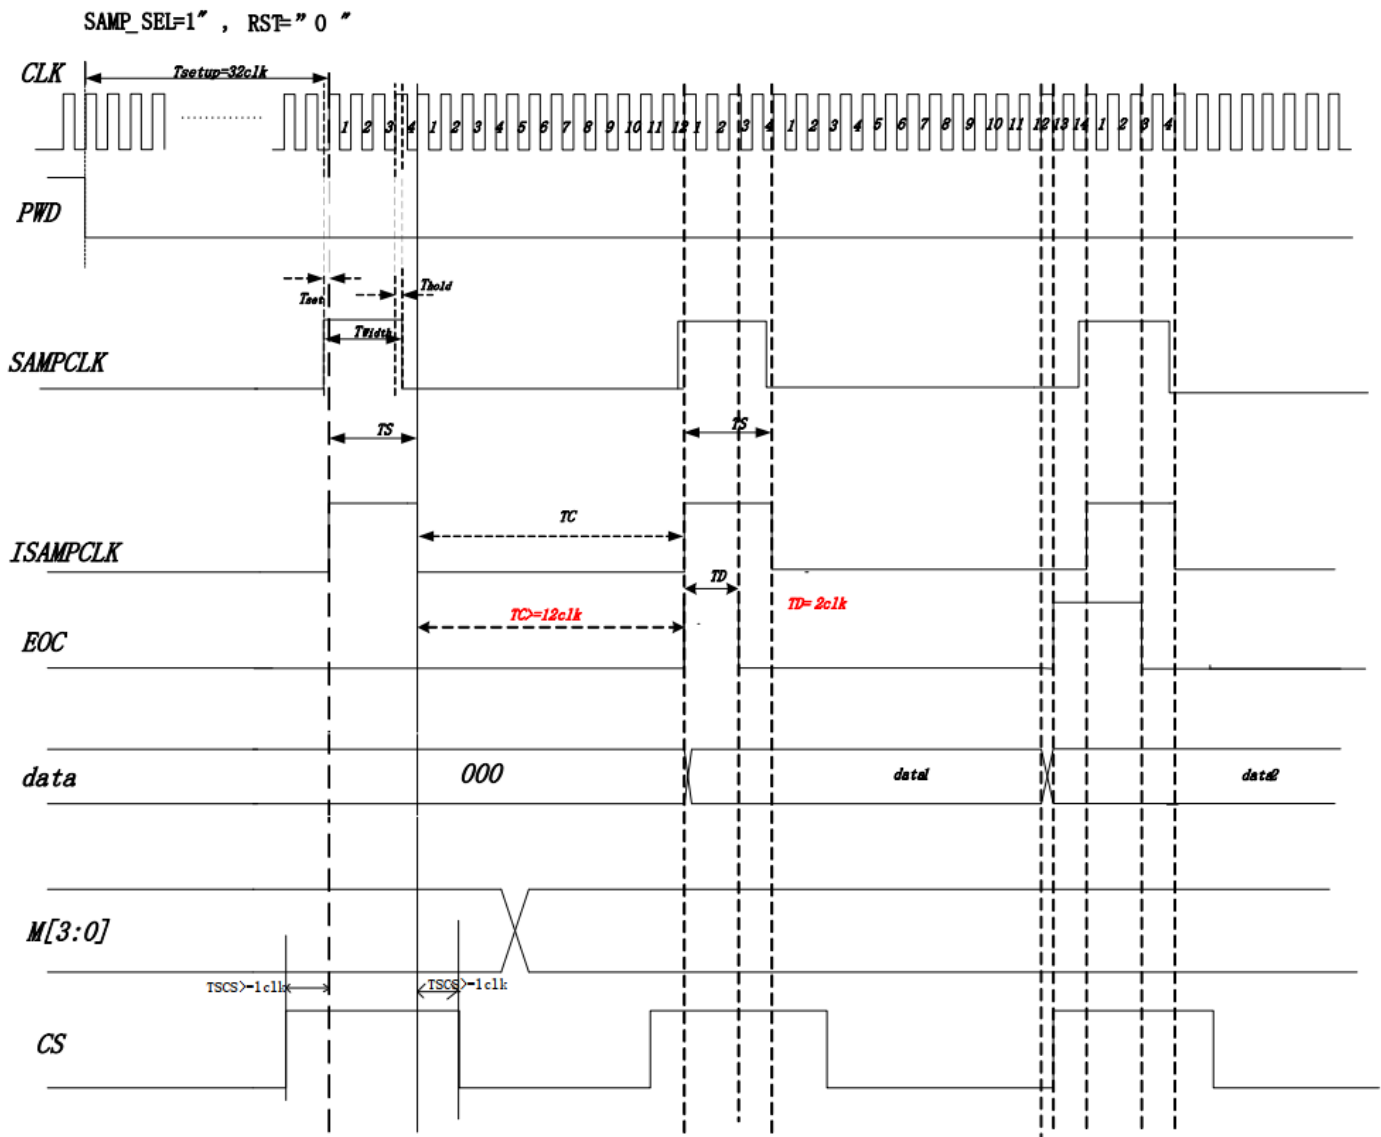 SAMP_SEL=1" , RST=" 0 "
CLK
Tsetup=32clk
1 2 3 4 1 2 3 4 5 6 7 8 9 10 11 12 1 2 3 4 1 2 3 4 5 6 7 8 9 10 11 12 13 14 1 2 3 4
PWD
Tset
Thold
TWidth
SAMPCLK
TS
TS
TC
ISAMPCLK
TD
TD=2clk
TC>=12clk
EOC
data
000
data1
data2
M[3:0]
TSCS>-1clk
TSCS>-1clk
CS